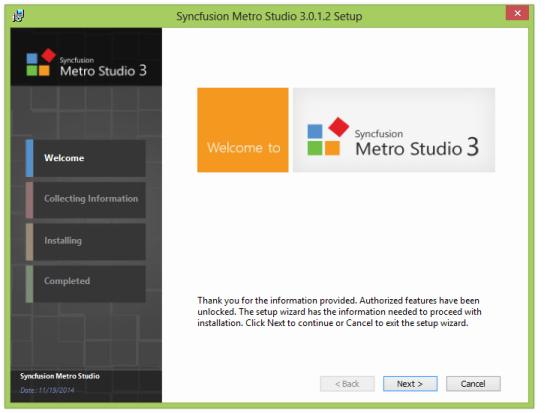 Syncfusion Metro Studio 3.0.1.2 Setup
Syncfusion
Metro Studio 3
Welcome
Collecting Information
Installing
Completed
Syncfusion Metro Studio
Date : 11/19/2014
Welcome to
Syncfusion
Metro Studio 3
Thank you for the information provided. Authorized features have been
unlocked. The setup wizard has the information needed to proceed with
installation. Click Next to continue or Cancel to exit the setup wizard.
< Back
Next >
Cancel